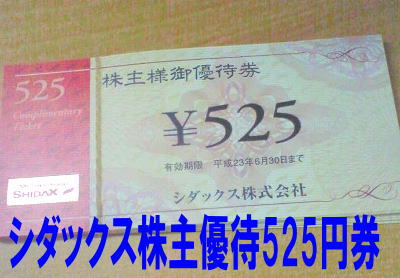 525
Complimentary
Ticket
SHiDAX
株主様御優待券
¥525
有効期限 平成23年6月30日まで
シダックス株式会社
シダックス株主優待525円券